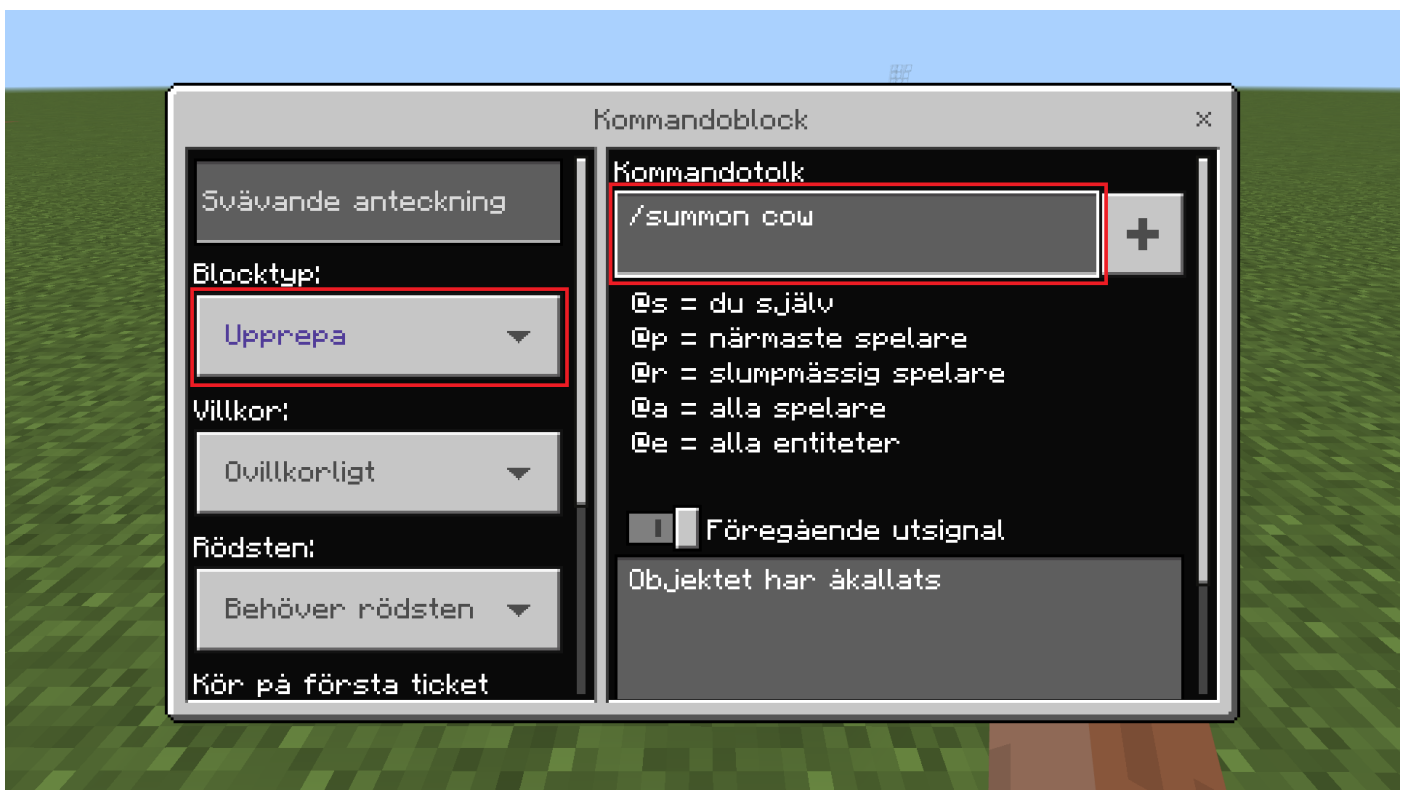 Kommandoblock
Svävande anteckning
Blocktyp:
Upprepa
Villkor:
Ovillkorligt
Rödsten:
Behöver rödsten
Kör på första ticket
Kommandotolk
/summon cow
@s = du själv
@p = närmaste spelare
@r = slumpmässig spelare
@a = alla spelare
@e = alla entiteter
Föregående utsignal
Objektet har åkallats